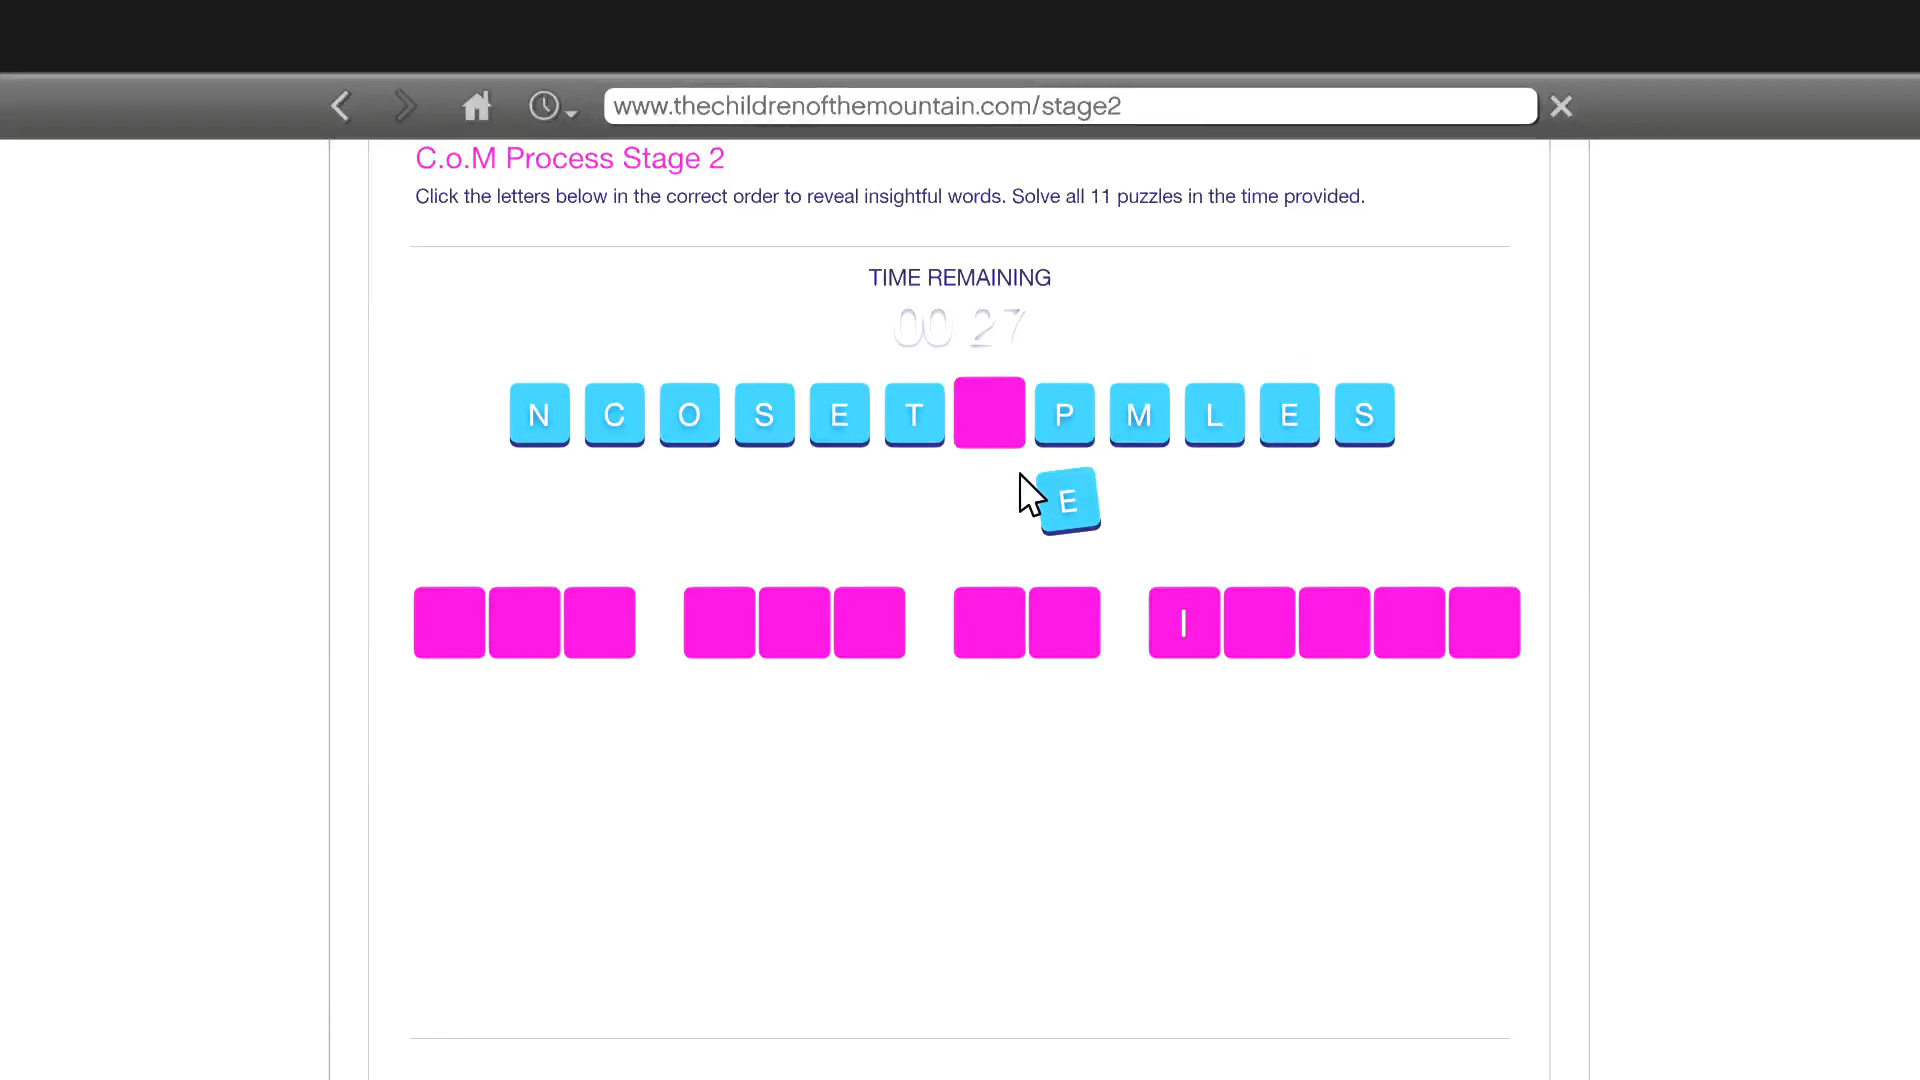 www.thechildrenofthemountain.com/stage2
C.o.M Process Stage 2
Click the letters below in the correct order to reveal insightful words. Solve all 11 puzzles in the time provided.
TIME REMAINING
00 27
N C O S E T P M L E S
E
I